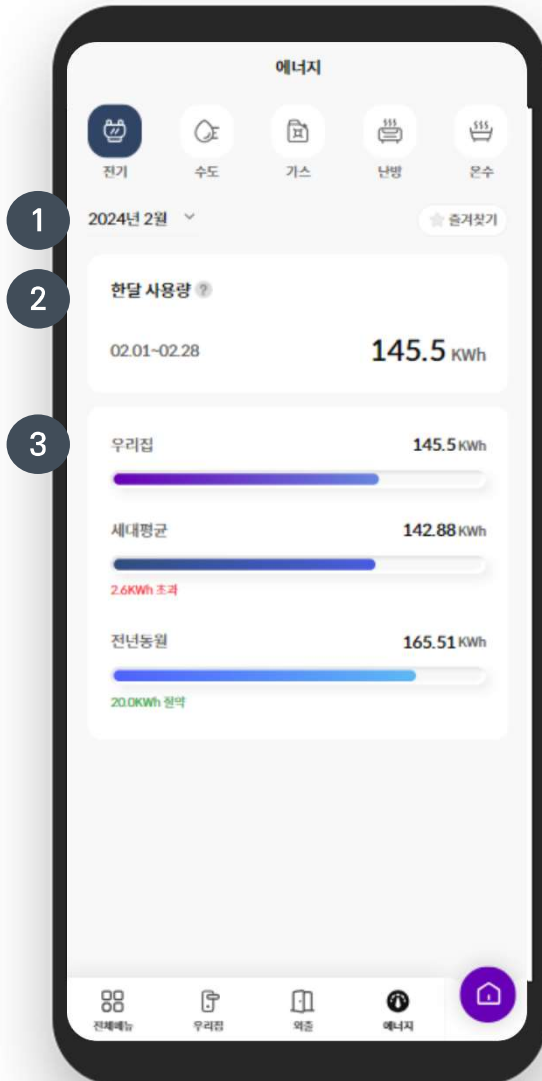 에너지
전기 수도 가스 난방 온수
1
2024년 2월
즐겨찾기
2
한달 사용량 ?
02.01~02.28 145.5 KWh
3
우리집 145.5 KWh
세대평균 142.88 KWh
2.6KWh 초과
전년동월 165.51 KWh
20.0KWh 절약
전체메뉴 우리집 외출 에너지